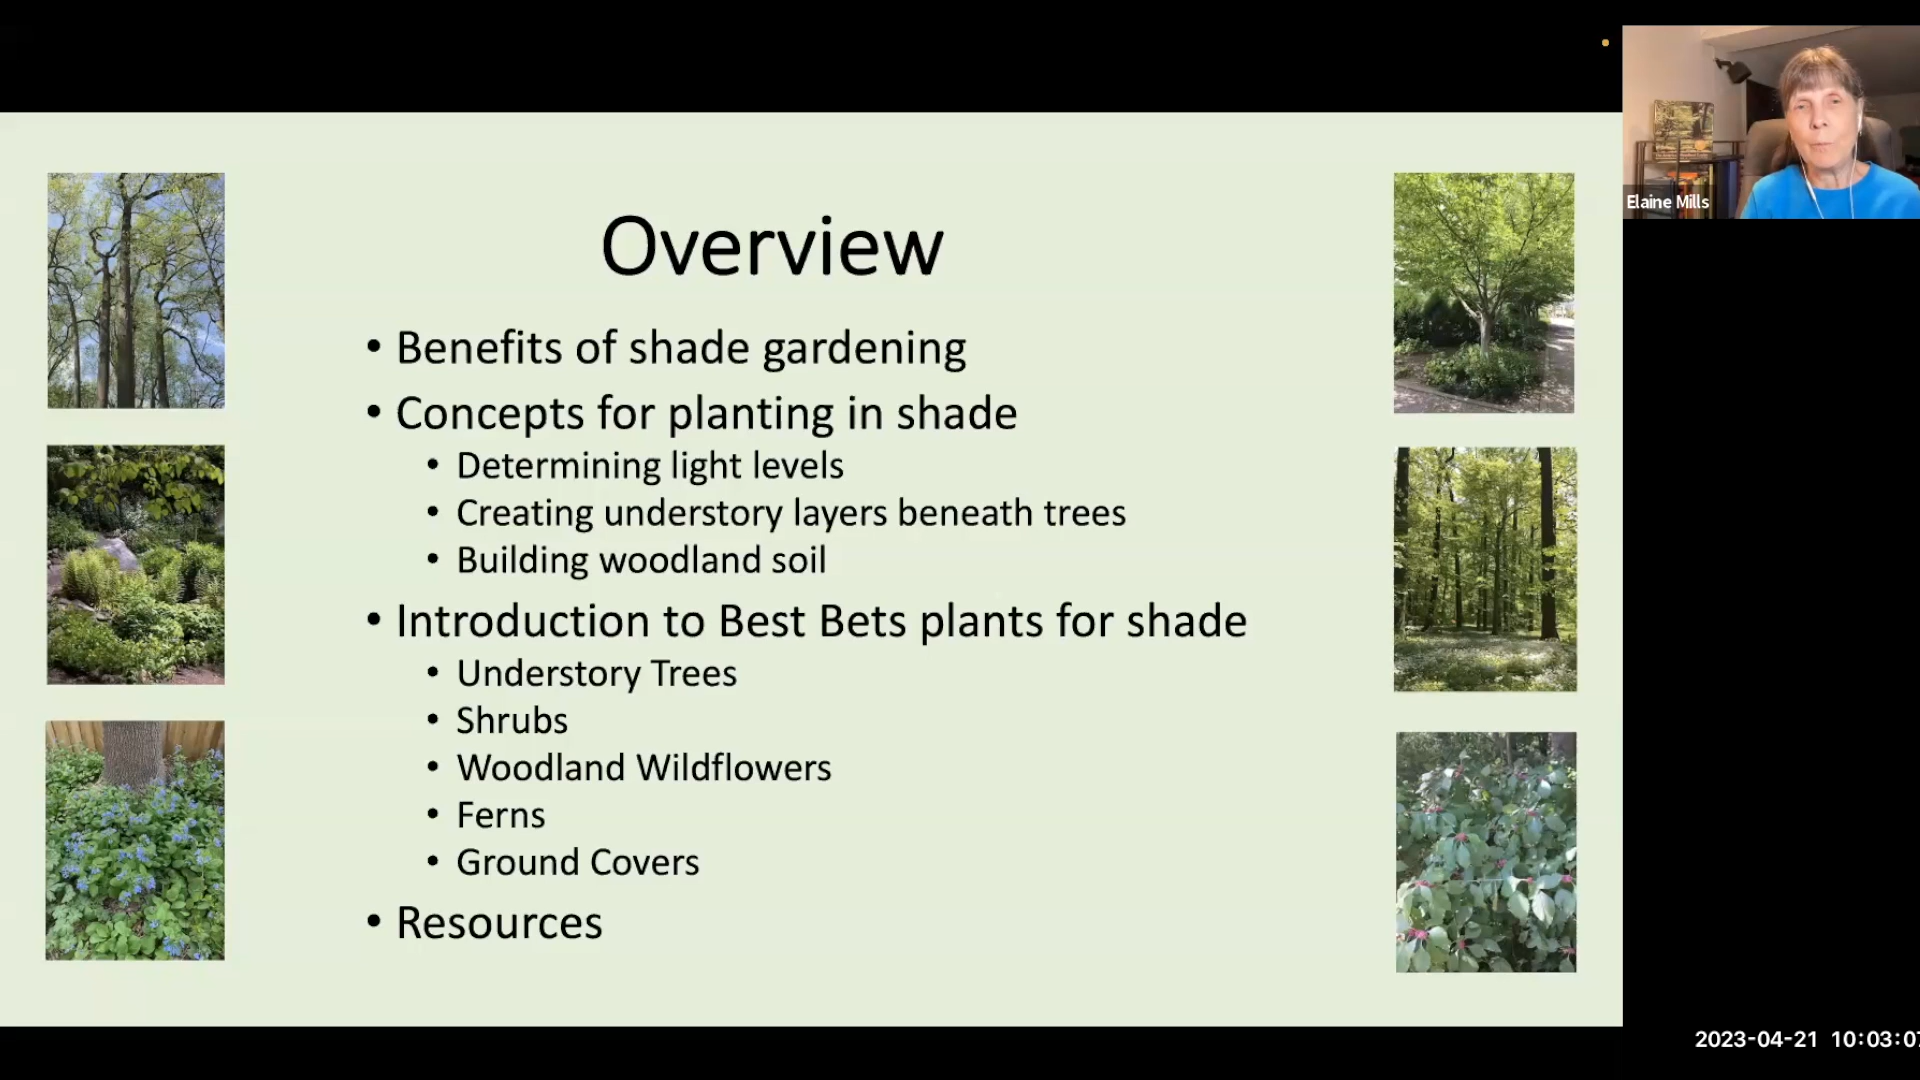 Overview
• Benefits of shade gardening
• Concepts for planting in shade
• Determining light levels
• Creating understory layers beneath trees
• Building woodland soil
• Introduction to Best Bets plants for shade
• Understory Trees
• Shrubs
• Woodland Wildflowers
• Ferns
• Ground Covers
• Resources
Elaine Mills
2023-04-21 10:03:07